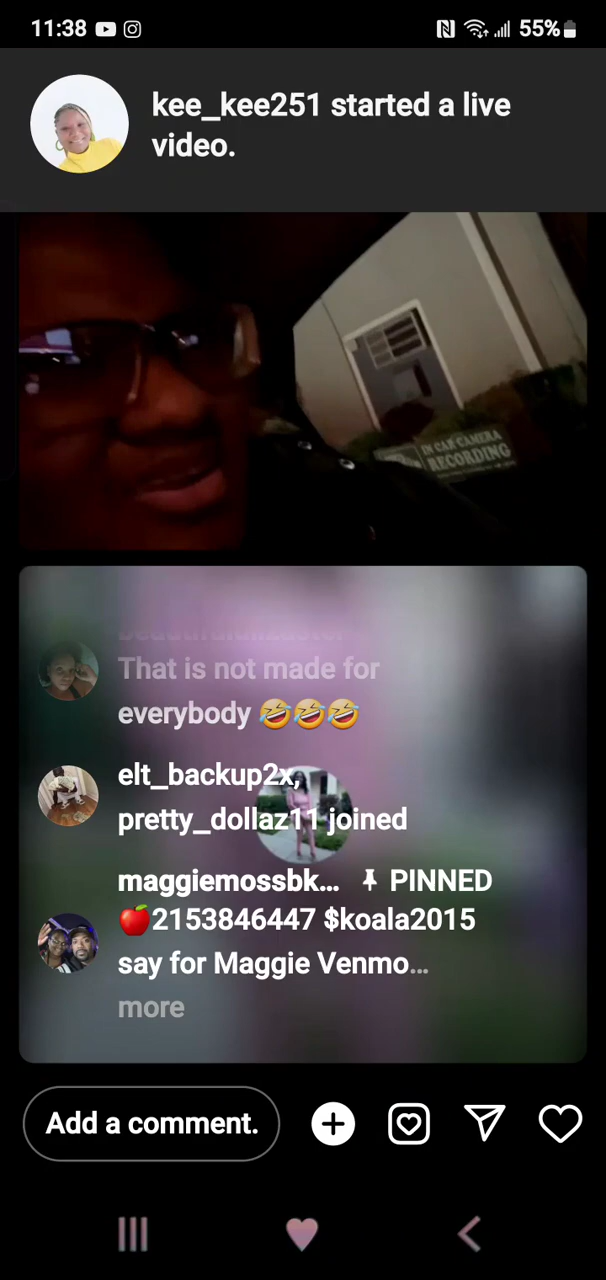 11:38 55%
kee_kee251 started a live
video.
IN CAR CAMERA
RECORDING
That is not made for
everybody 🤣🤣🤣
elt_backup2x,
pretty_dollaz11 joined
maggiemossbk... PINNED
🍎2153846447 $koala2015
say for Maggie Venmo...
more
Add a comment.